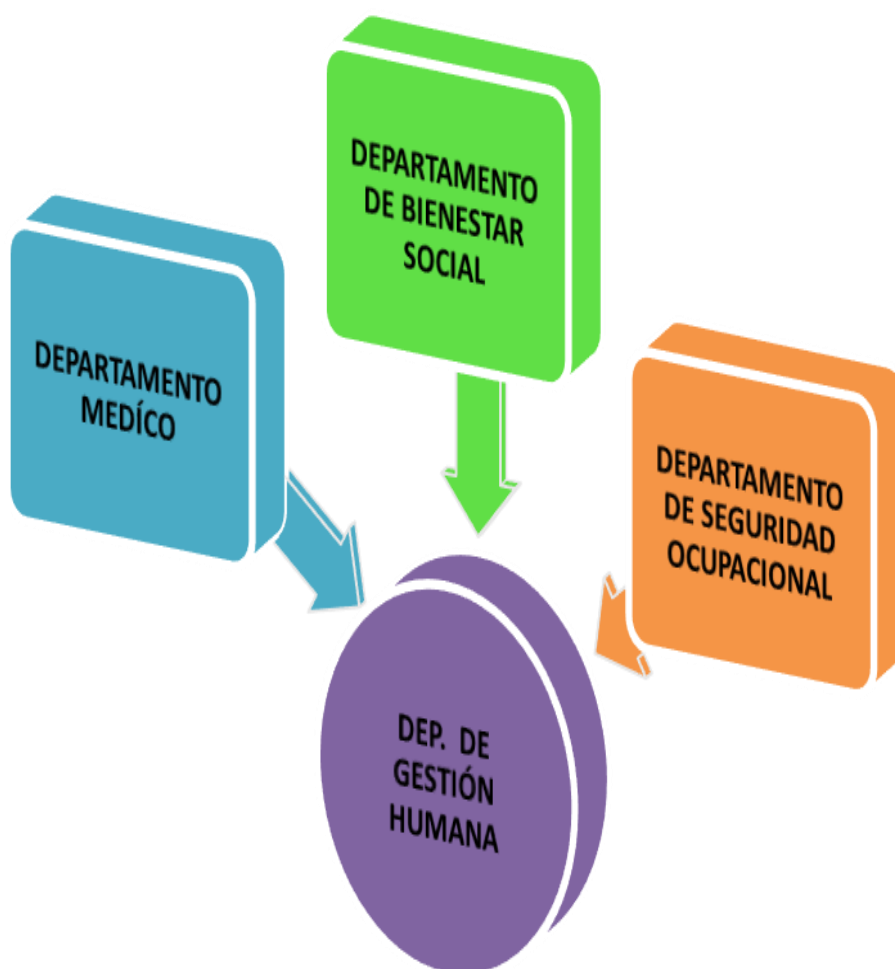 DEPARTAMENTO
DE BIENESTAR
SOCIAL
DEPARTAMENTO
MEDÍCO
DEPARTAMENTO
DE SEGURIDAD
OCUPACIONAL
DEP. DE
GESTIÓN
HUMANA